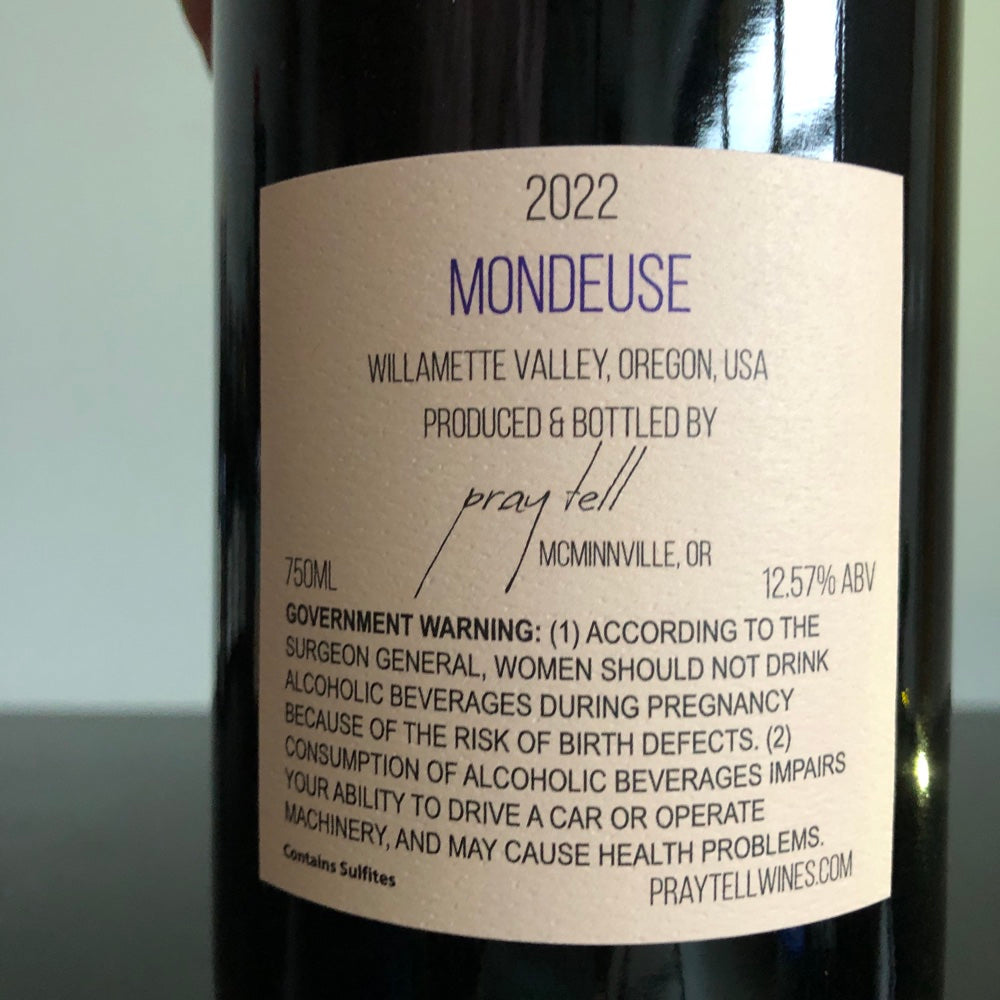 2022
MONDEUSE
WILLAMETTE VALLEY, OREGON, USA
PRODUCED & BOTTLED BY
pray tell
MCMINNVILLE, OR
750ML
12.57% ABV
GOVERNMENT WARNING: (1) ACCORDING TO THE
SURGEON GENERAL, WOMEN SHOULD NOT DRINK
ALCOHOLIC BEVERAGES DURING PREGNANCY
BECAUSE OF THE RISK OF BIRTH DEFECTS. (2)
CONSUMPTION OF ALCOHOLIC BEVERAGES IMPAIRS
YOUR ABILITY TO DRIVE A CAR OR OPERATE
MACHINERY, AND MAY CAUSE HEALTH PROBLEMS.
Contains Sulfites
PRAYTELLWINES.COM